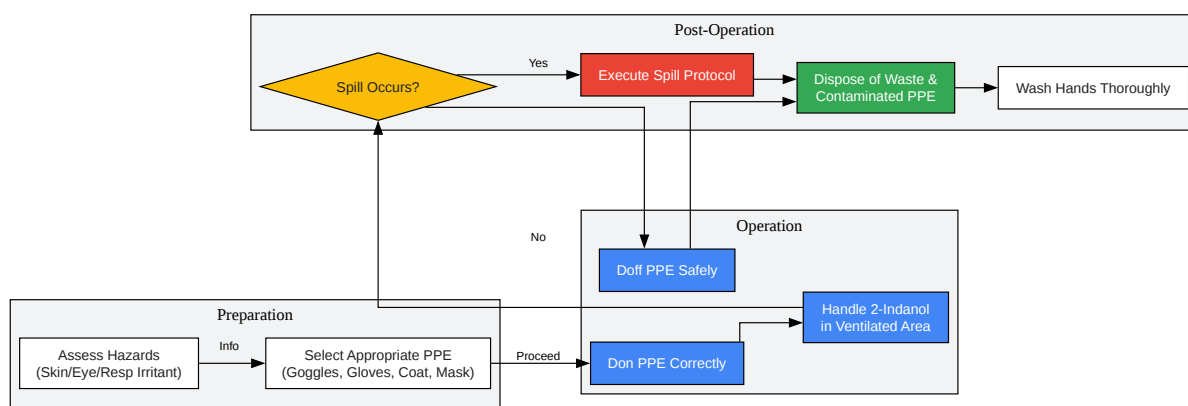 Post-Operation
Spill Occurs?
Yes
Execute Spill Protocol
Dispose of Waste &
Contaminated PPE
Wash Hands Thoroughly
No
Operation
Doff PPE Safely
Handle 2-Indanol
in Ventilated Area
Don PPE Correctly
Preparation
Assess Hazards
(Skin/Eye/Resp Irritant)
Info
Select Appropriate PPE
(Goggles, Gloves, Coat, Mask)
Proceed